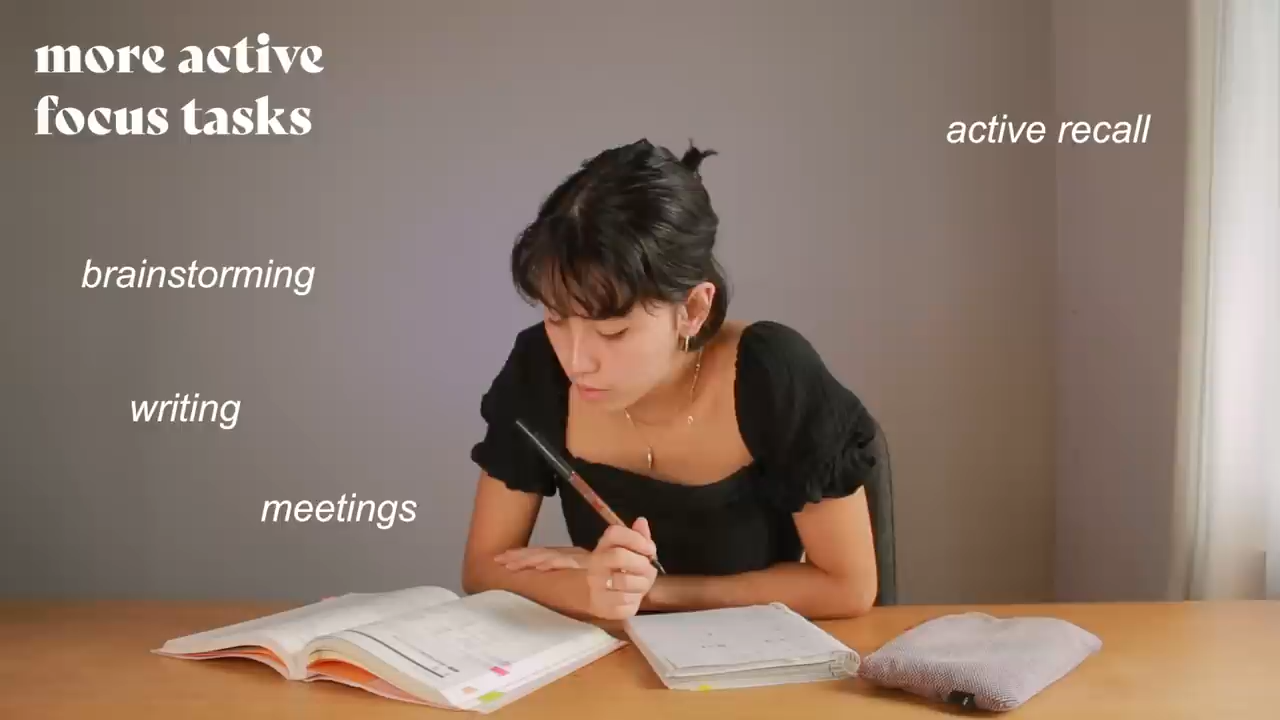 more active
focus tasks
active recall
brainstorming
writing
meetings